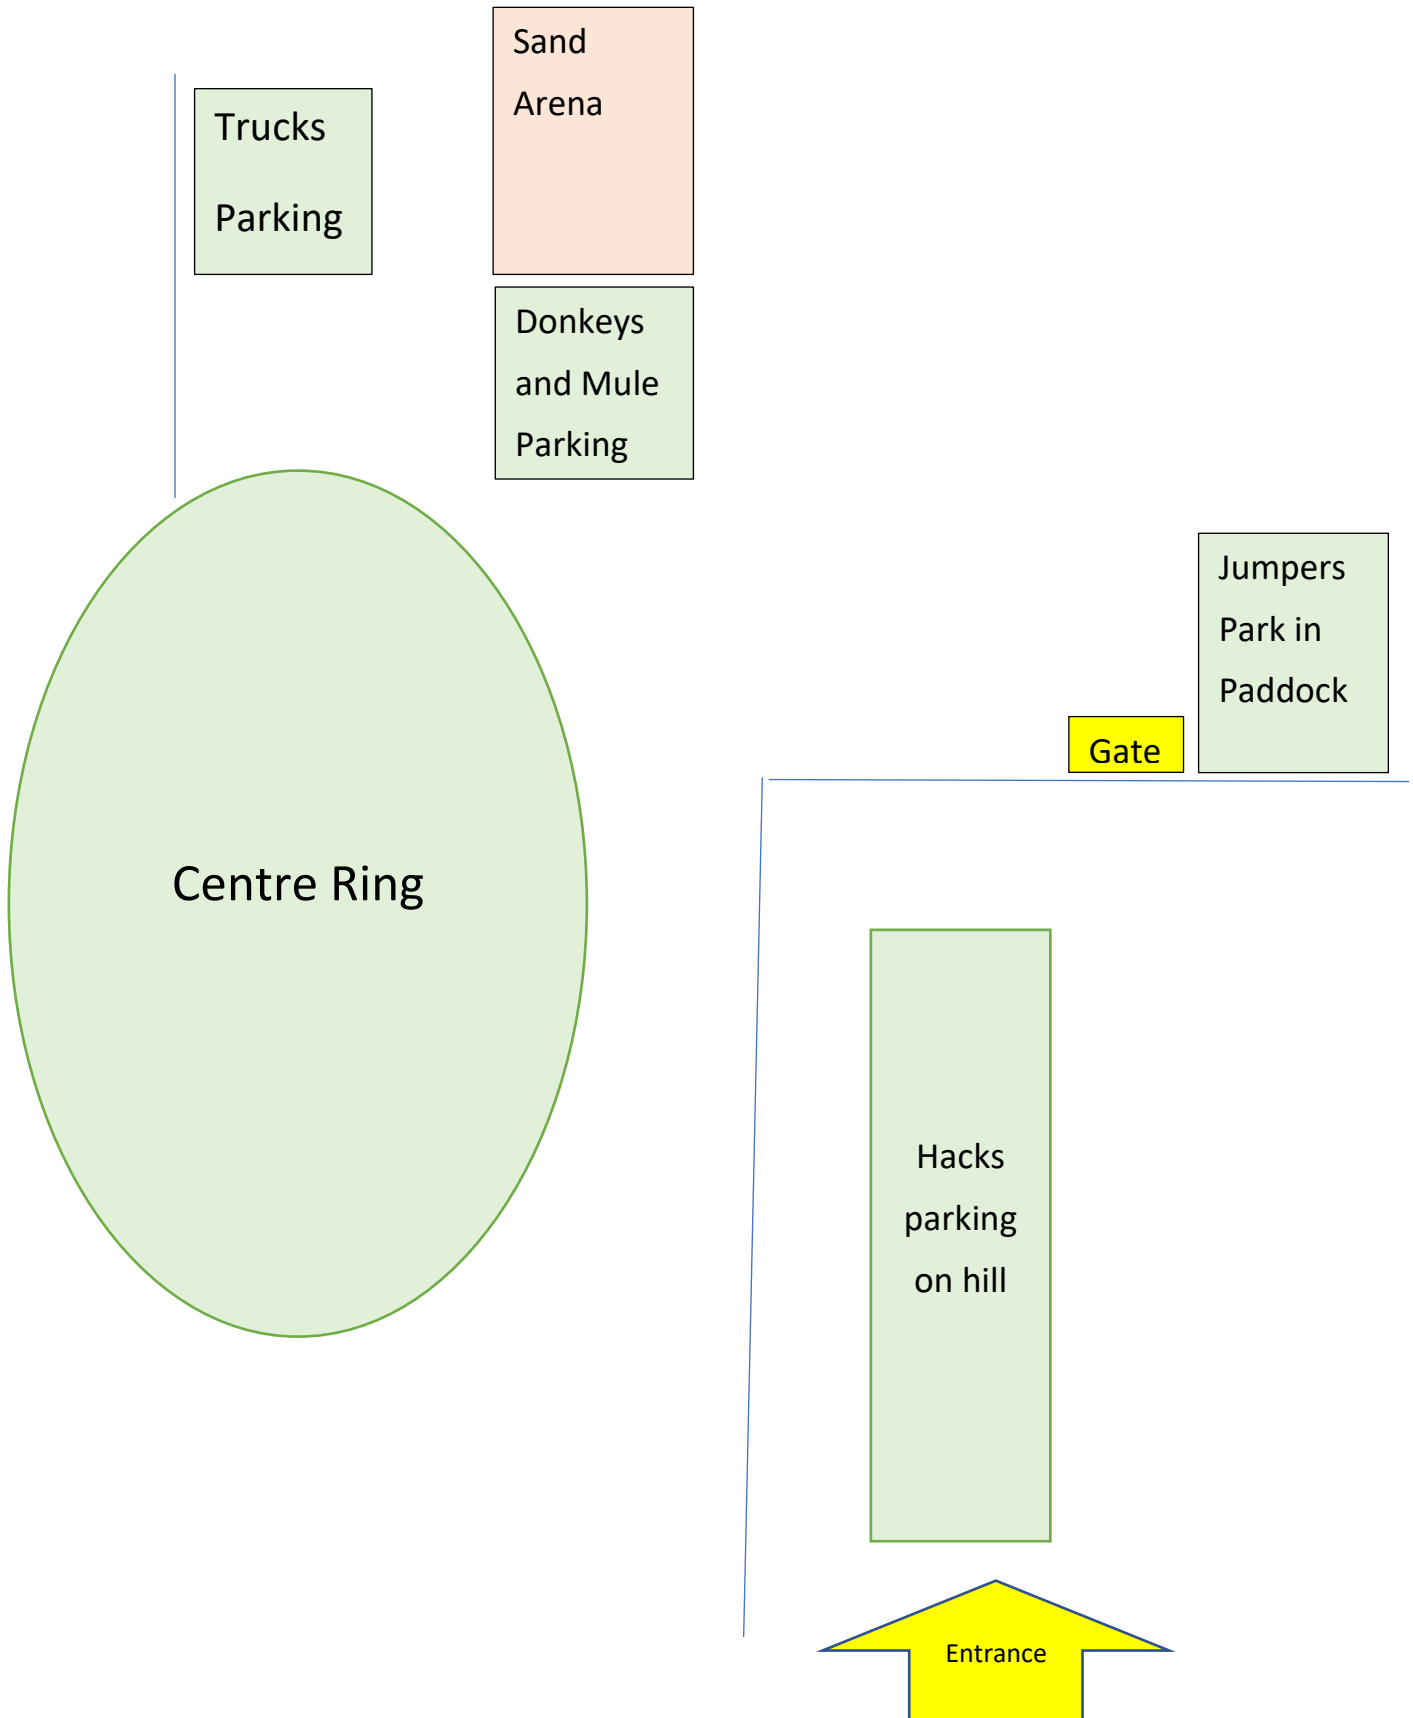 Sand
Arena
Trucks
Parking
Donkeys
and Mule
Parking
Jumpers
Park in
Paddock
Gate
Centre Ring
Hacks
parking
on hill
Entrance